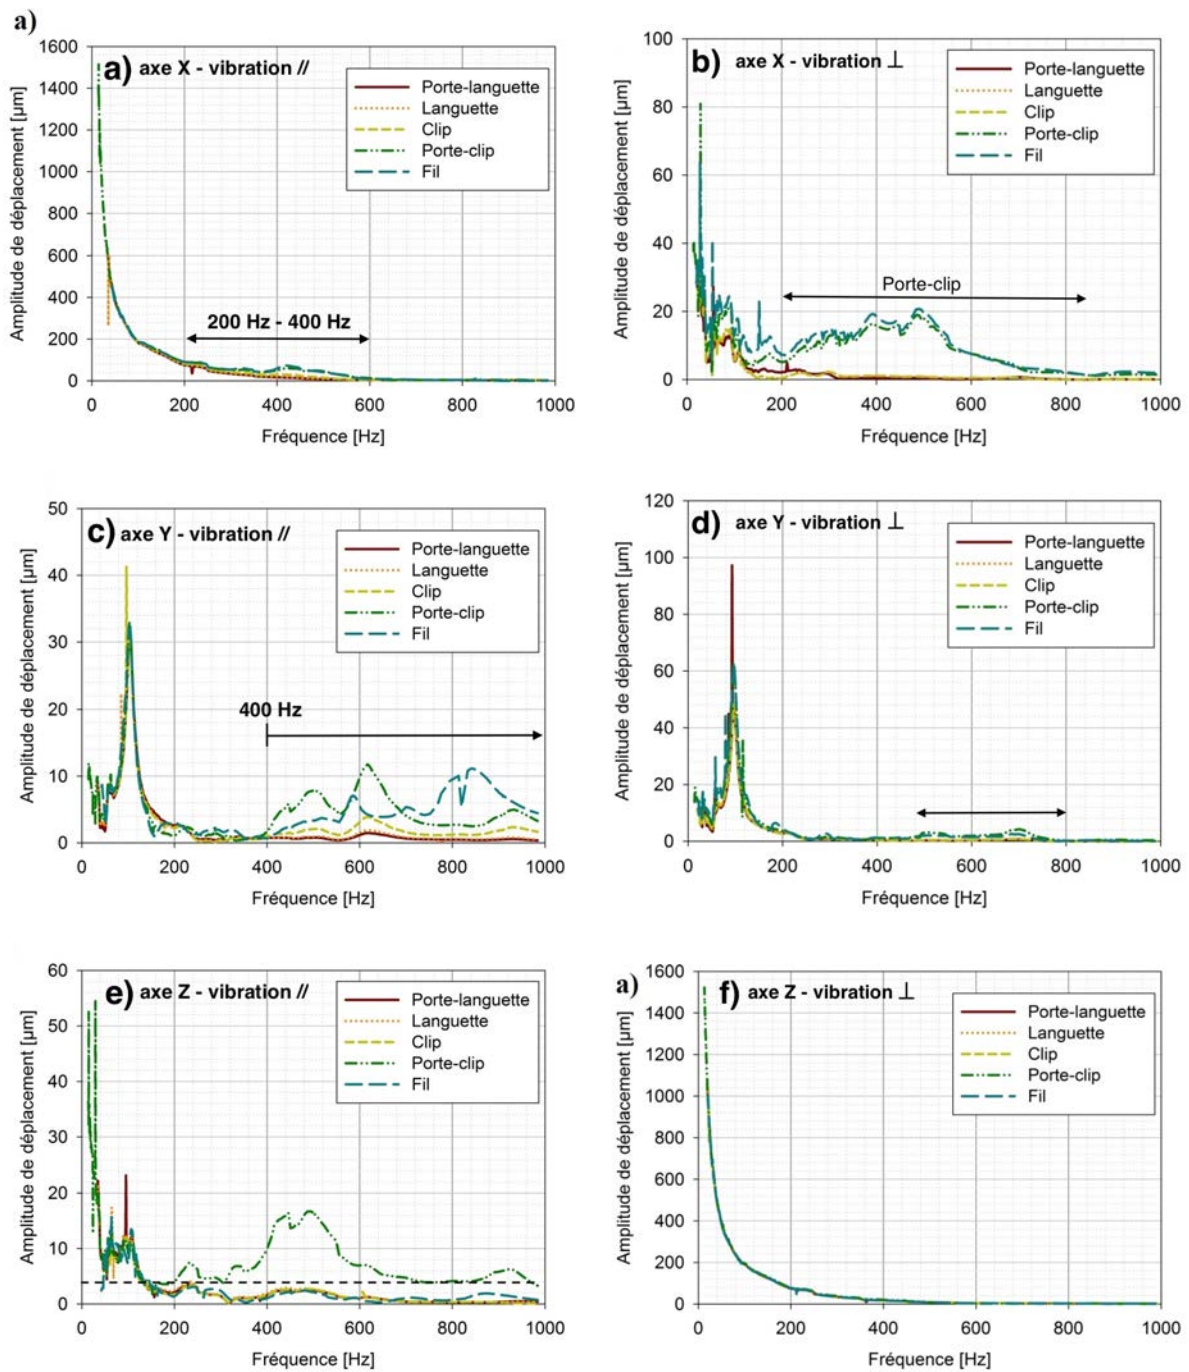 a)
a) axe X - vibration //
Amplitude de déplacement [µm]
1600
1400
1200
1000
800
600
400
200
0
Porte-languette
Languette
Clip
Porte-clip
Fil
200 Hz - 400 Hz
0 200 400 600 800 1000
Fréquence [Hz]
b) axe X - vibration ⊥
Amplitude de déplacement [µm]
100
80
60
40
20
0
Porte-languette
Languette
Clip
Porte-clip
Fil
Porte-clip
0 200 400 600 800 1000
Fréquence [Hz]
c) axe Y - vibration //
Amplitude de déplacement [µm]
50
40
30
20
10
0
Porte-languette
Languette
Clip
Porte-clip
Fil
400 Hz
0 200 400 600 800 1000
Fréquence [Hz]
d) axe Y - vibration ⊥
Amplitude de déplacement [µm]
120
100
80
60
40
20
0
Porte-languette
Languette
Clip
Porte-clip
Fil
0 200 400 600 800 1000
Fréquence [Hz]
e) axe Z - vibration //
Amplitude de déplacement [µm]
60
50
40
30
20
10
0
Porte-languette
Languette
Clip
Porte-clip
Fil
0 200 400 600 800 1000
Fréquence [Hz]
a)
f) axe Z - vibration ⊥
Amplitude de déplacement [µm]
1600
1400
1200
1000
800
600
400
200
0
Porte-languette
Languette
Clip
Porte-clip
Fil
0 200 400 600 800 1000
Fréquence [Hz]